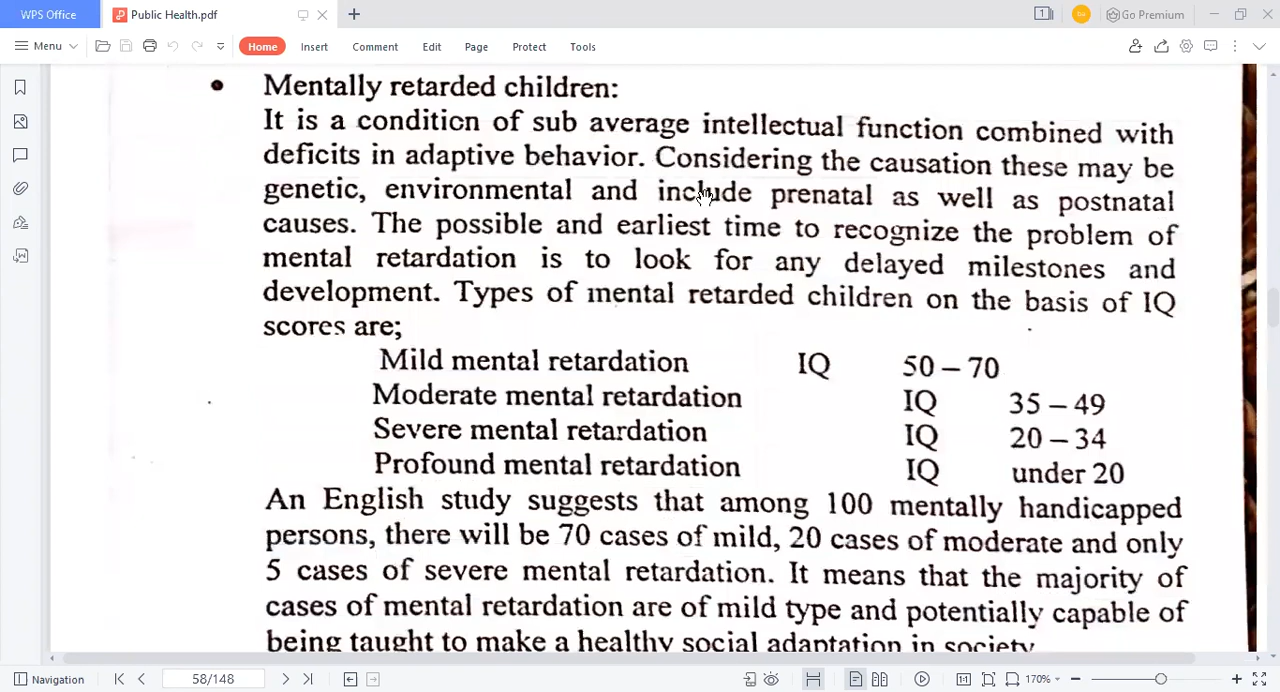 WPS Office
Public Health.pdf
Go Premium
Menu
Home Insert Comment Edit Page Protect Tools
• Mentally retarded children:
It is a condition of sub average intellectual function combined with
deficits in adaptive behavior. Considering the causation these may be
genetic, environmental and include prenatal as well as postnatal
causes. The possible and earliest time to recognize the problem of
mental retardation is to look for any delayed milestones and
development. Types of mental retarded children on the basis of IQ
scores are;
Mild mental retardation IQ 50 – 70
Moderate mental retardation IQ 35 – 49
Severe mental retardation IQ 20 – 34
Profound mental retardation IQ under 20
An English study suggests that among 100 mentally handicapped
persons, there will be 70 cases of mild, 20 cases of moderate and only
5 cases of severe mental retardation. It means that the majority of
cases of mental retardation are of mild type and potentially capable of
being taught to make a healthy social adaptation in society.
Navigation 58/148 170%